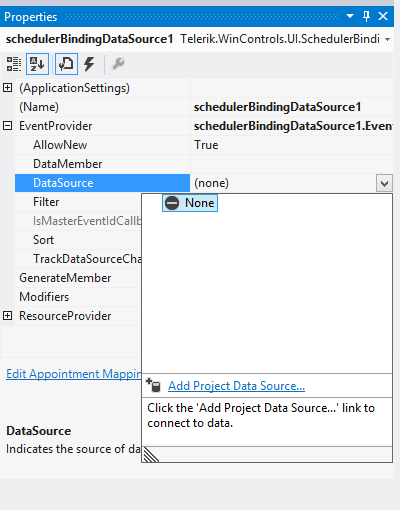 Properties
schedulerBindingDataSource1 Telerik.WinControls.UI.SchedulerBindi
(ApplicationSettings)
(Name) schedulerBindingDataSource1
EventProvider schedulerBindingDataSource1.Event
AllowNew True
DataMember
DataSource (none)
Filter
None
IsMasterEventIdCallb
Sort
TrackDataSourceCha
GenerateMember
Modifiers
ResourceProvider
Edit Appointment Mappin
Add Project Data Source...
Click the 'Add Project Data Source...' link to
connect to data.
DataSource
Indicates the source of da